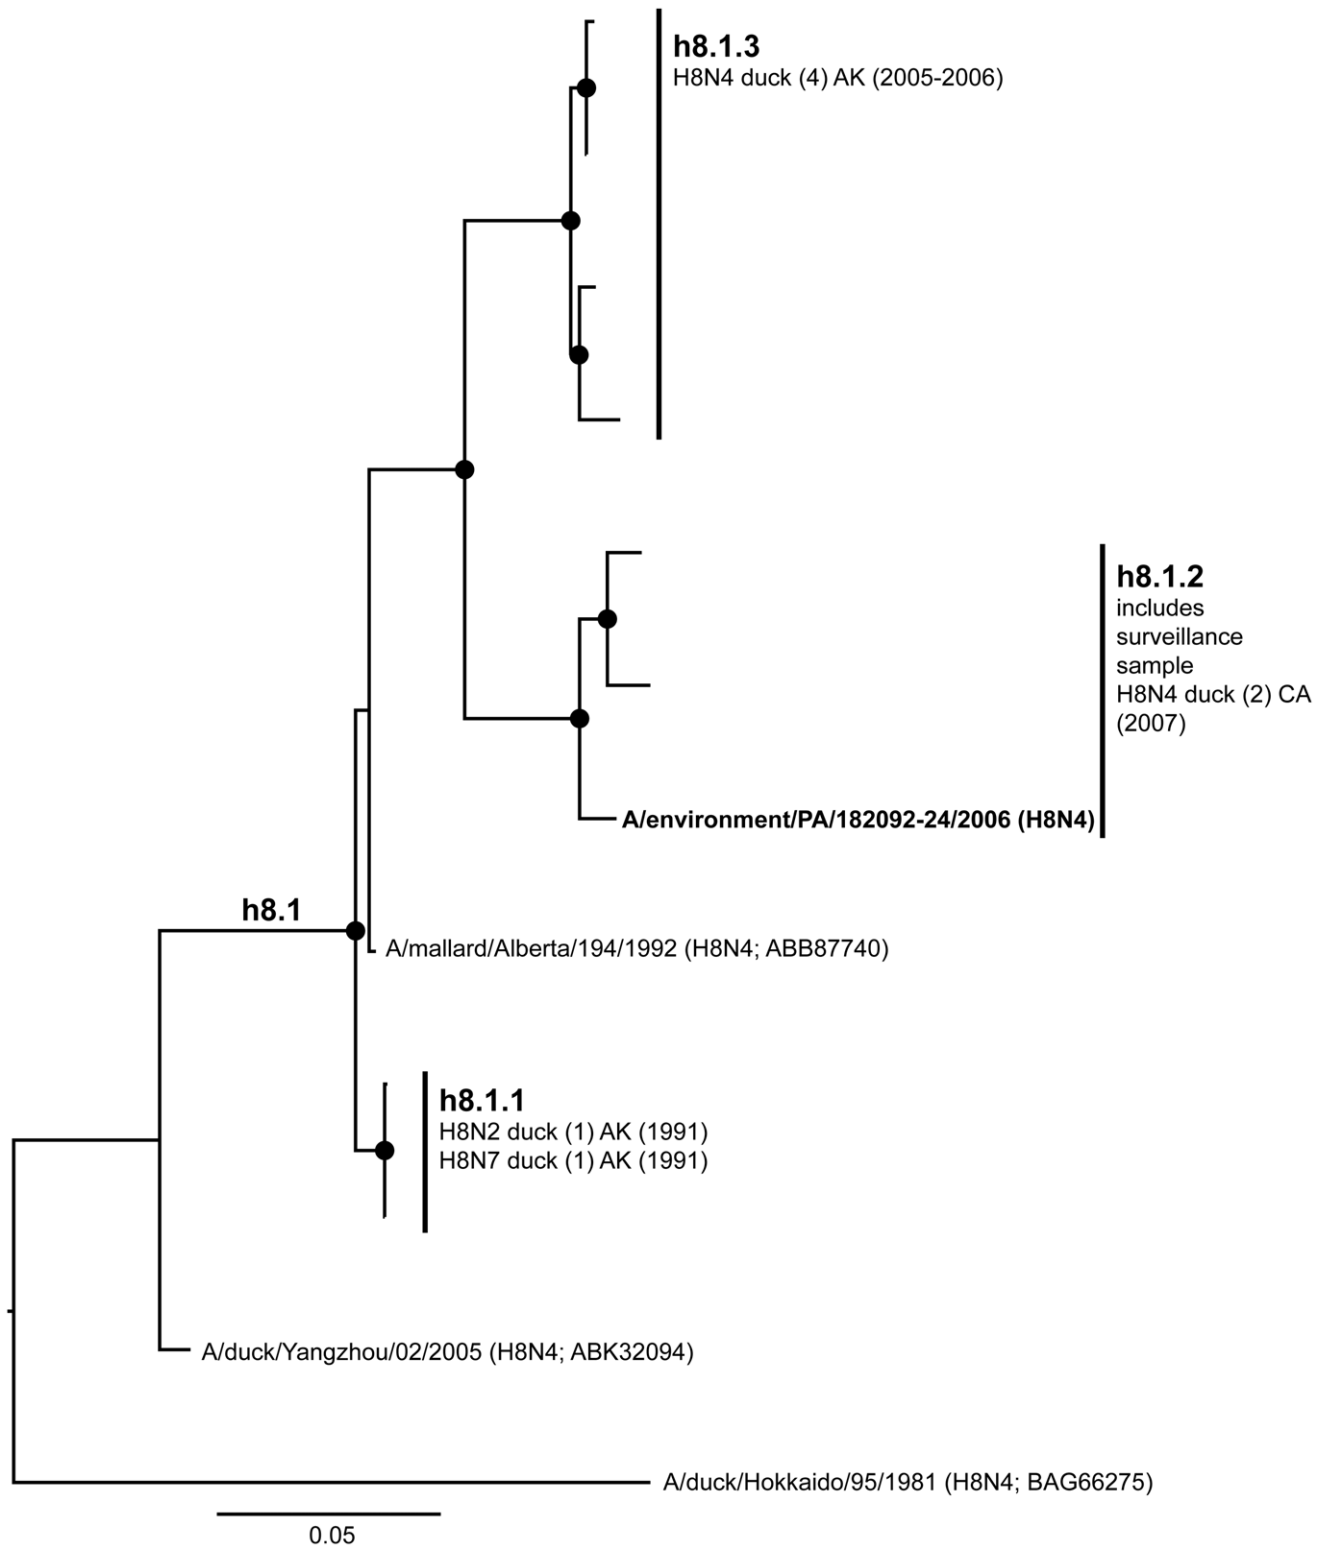 h8.1.3
H8N4 duck (4) AK (2005-2006)
h8.1.2
includes
surveillance
sample
H8N4 duck (2) CA
(2007)
A/environment/PA/182092-24/2006 (H8N4)
h8.1
A/mallard/Alberta/194/1992 (H8N4; ABB87740)
h8.1.1
H8N2 duck (1) AK (1991)
H8N7 duck (1) AK (1991)
A/duck/Yangzhou/02/2005 (H8N4; ABK32094)
A/duck/Hokkaido/95/1981 (H8N4; BAG66275)
0.05